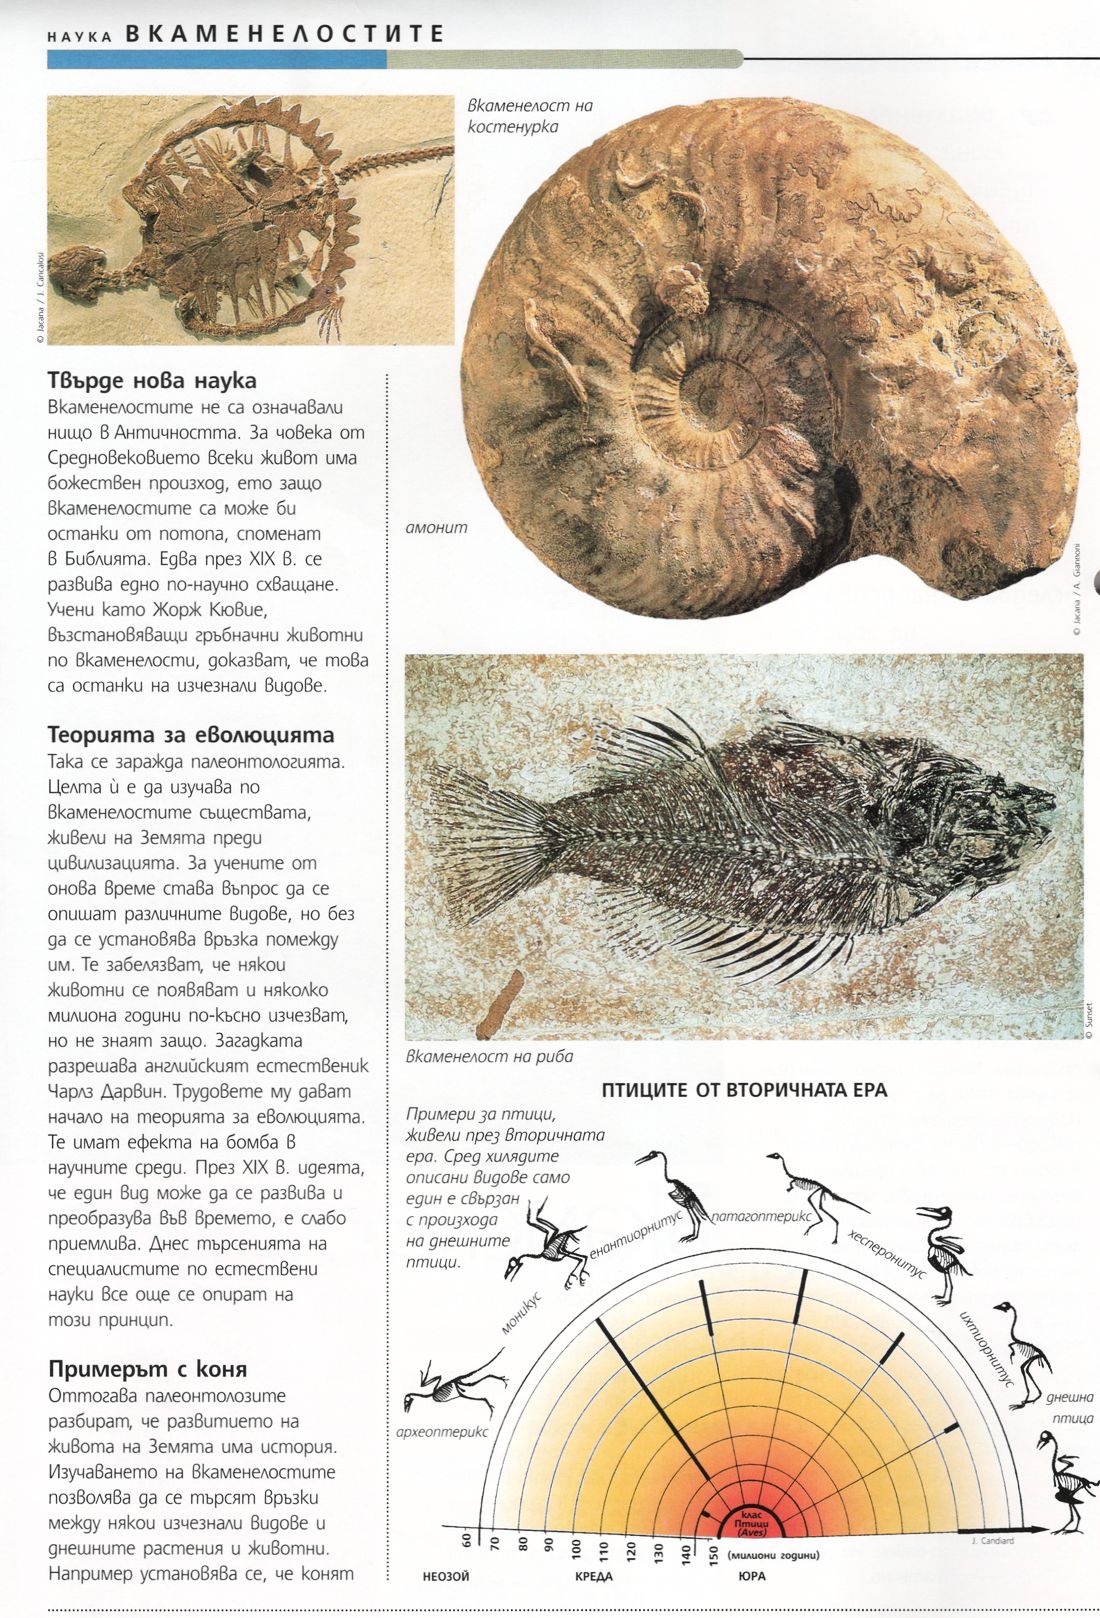 НАУКА ВКАМЕНЕЛОСТИТЕ
Вкаменелост на
костенурка
© Jacana / J. Cancalosi
Твърде нова наука
Вкаменелостите не са означавали
нищо в Античността. За човека от
Средновековието всеки живот има
божествен произход, ето защо
вкаменелостите са може би
останки от потопа, споменат
в Библията. Едва през XIX в. се
развива едно по-научно схващане.
Учени като Жорж Кювие,
възстановяващи гръбначни животни
по вкаменелости, доказват, че това
са останки на изчезнали видове.
Теорията за еволюцията
Така се заражда палеонтологията.
Целта ѝ е да изучава по
вкаменелостите съществата,
живели на Земята преди
цивилизацията. За учените от
онова време става въпрос да се
опишат различните видове, но без
да се установява връзка помежду
им. Те забелязват, че някои
животни се появяват и няколко
милиона години по-късно изчезват,
но не знаят защо. Загадката
разрешава английският естественик
Чарлз Дарвин. Трудовете му дават
начало на теорията за еволюцията.
Те имат ефекта на бомба в
научните среди. През XIX в. идеята,
че един вид може да се развива и
преобразува във времето, е слабо
приемлива. Днес търсенията на
специалистите по естествени
науки все още се опират на
този принцип.
Примерът с коня
Оттогава палеонтолозите
разбират, че развитието на
живота на Земята има история.
Изучаването на вкаменелостите
позволява да се търсят връзки
между някои изчезнали видове и
днешните растения и животни.
Например установява се, че конят
амонит
© Jacana / A. Giannoni
© Sunset
Вкаменелост на риба
ПТИЦИТЕ ОТ ВТОРИЧНАТА ЕРА
Примери за птици,
живели през вторичната
ера. Сред хилядите
описани видове само
един е свързан
с произхода
на днешните
птици.
археоптерикс
моникус
енантиорнитус
патагоптерикс
хесперонитус
ихтиорнитус
днешна
птица
клас
Птици
(Aves)
J. Candiard
60 70 80 90 100 110 120 130 140 150 (милиони години)
НЕОЗОЙ КРЕДА ЮРА